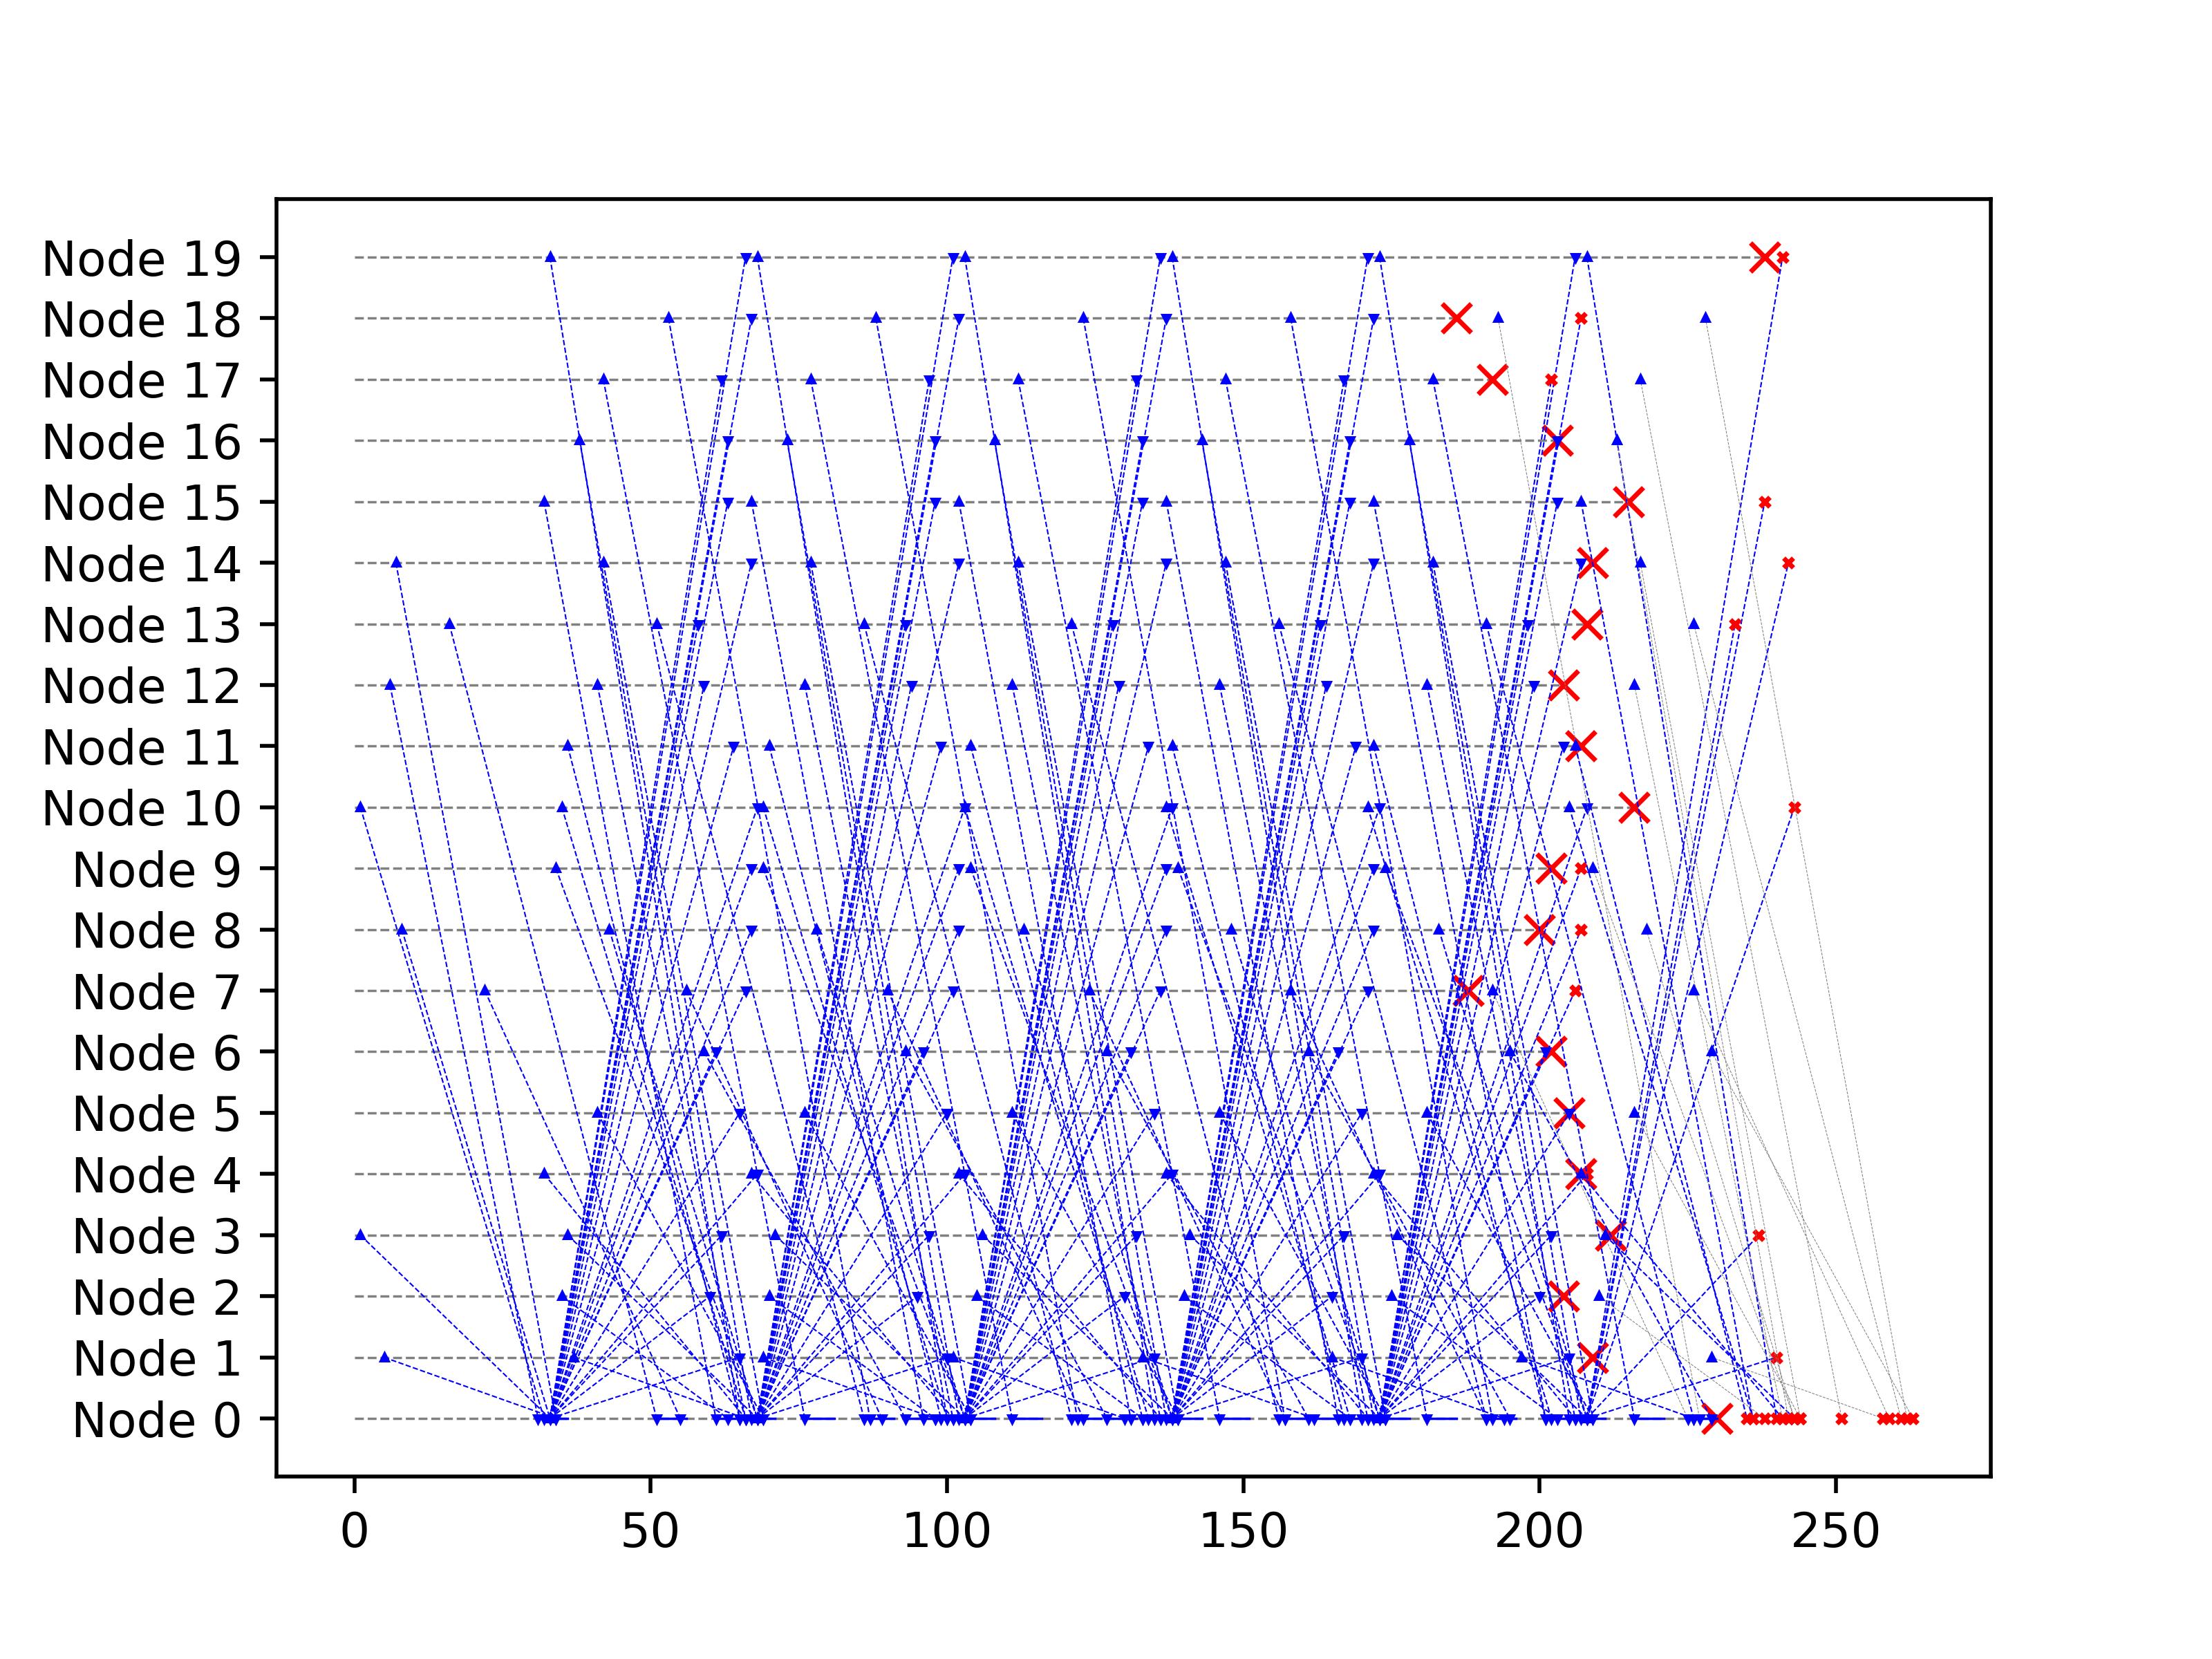 Node 19
Node 18
Node 17
Node 16
Node 15
Node 14
Node 13
Node 12
Node 11
Node 10
Node 9
Node 8
Node 7
Node 6
Node 5
Node 4
Node 3
Node 2
Node 1
Node 0
0 50 100 150 200 250